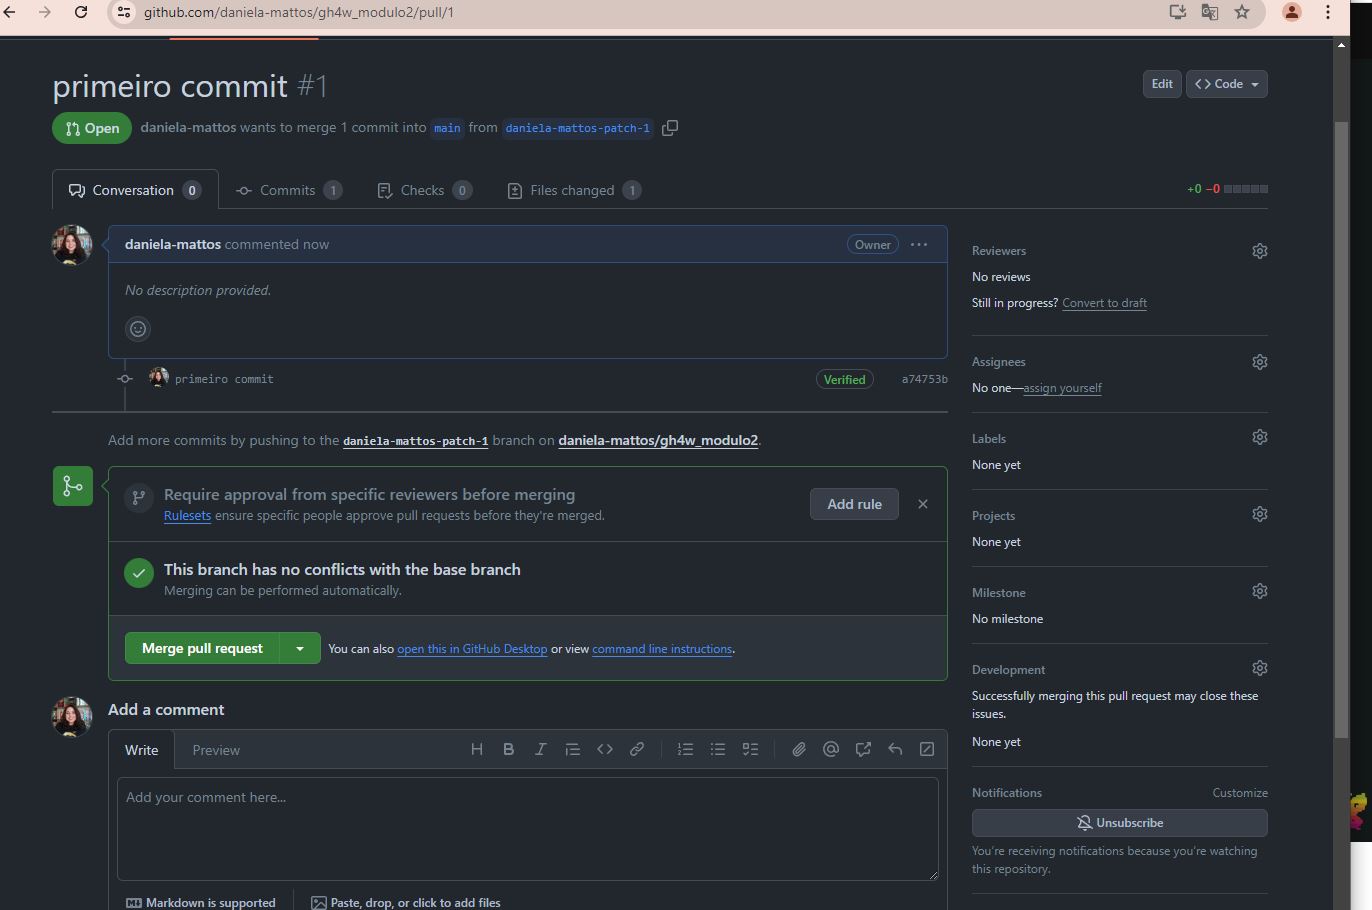 github.com/daniela-mattos/gh4w_modulo2/pull/1
primeiro commit #1
Edit
Code
Open
daniela-mattos wants to merge 1 commit into main from daniela-mattos-patch-1
Conversation 0
Commits 1
Checks 0
Files changed 1
+0 −0
daniela-mattos commented now
Owner
No description provided.
primeiro commit
Verified
a74753b
Add more commits by pushing to the daniela-mattos-patch-1 branch on daniela-mattos/gh4w_modulo2.
Require approval from specific reviewers before merging
Rulesets ensure specific people approve pull requests before they're merged.
Add rule
This branch has no conflicts with the base branch
Merging can be performed automatically.
Merge pull request
You can also open this in GitHub Desktop or view command line instructions.
Add a comment
Write
Preview
Add your comment here...
Markdown is supported
Paste, drop, or click to add files
Reviewers
No reviews
Still in progress? Convert to draft
Assignees
No one—assign yourself
Labels
None yet
Projects
None yet
Milestone
No milestone
Development
Successfully merging this pull request may close these
issues.
None yet
Notifications
Customize
Unsubscribe
You're receiving notifications because you're watching
this repository.